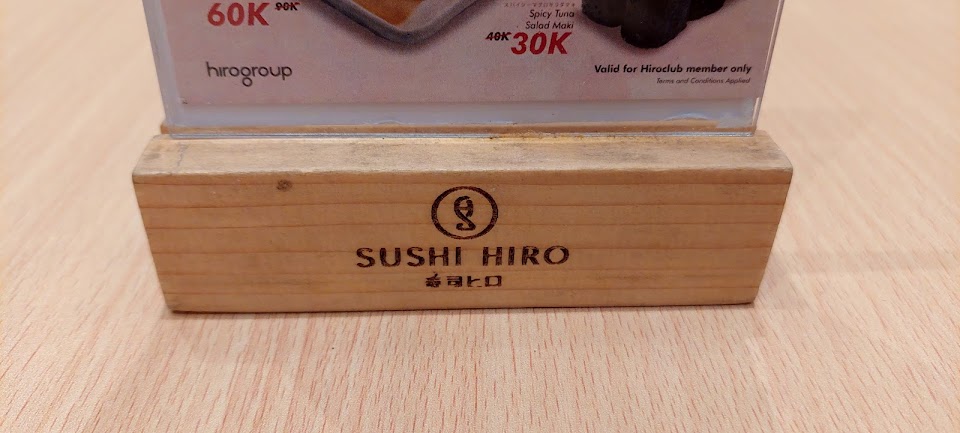 60K 90K
Spicy Tuna
Salad Maki
40K 30K
hirogroup
Valid for Hiroclub member only
Terms and Conditions Applied
SUSHI HIRO
寿司ヒロ